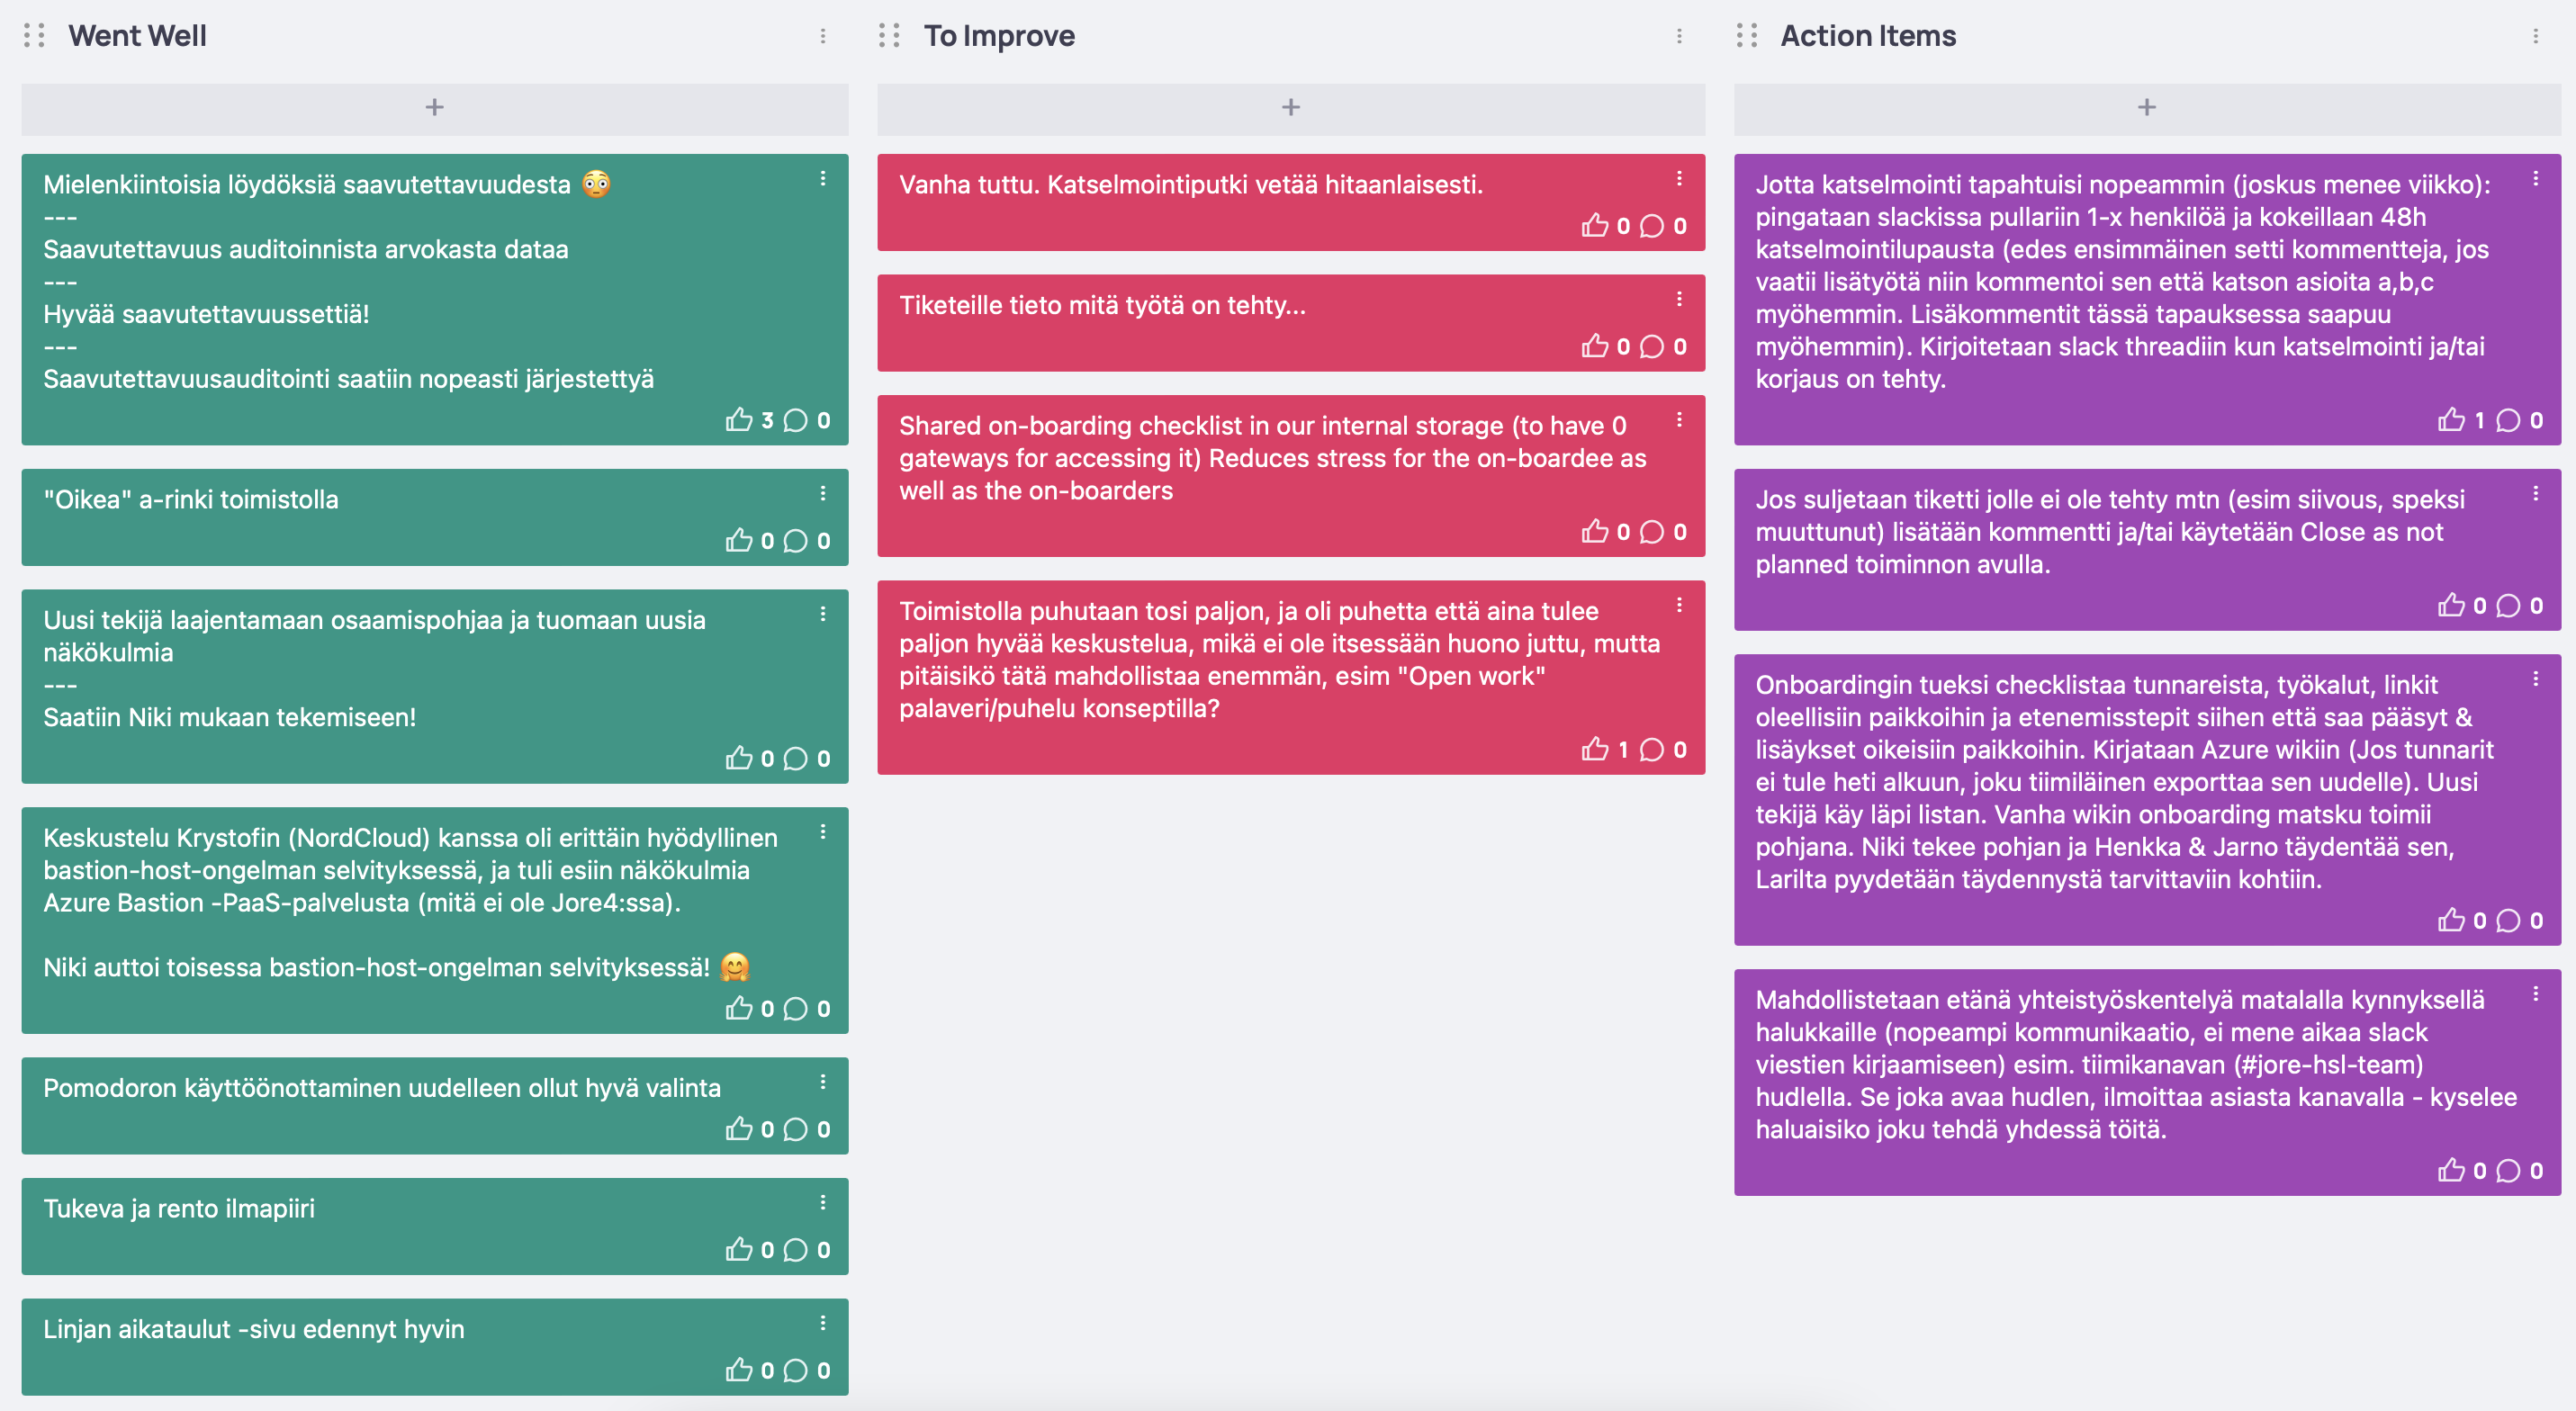 Went Well
Mielenkiintoisia löydöksiä saavutettavuudesta 😳
---
Saavutettavuus auditoinnista arvokasta dataa
---
Hyvää saavutettavuussettiä!
---
Saavutettavuusauditointi saatiin nopeasti järjestettyä
3 0
"Oikea" a-rinki toimistolla
0 0
Uusi tekijä laajentamaan osaamispohjaa ja tuomaan uusia
näkökulmia
---
Saatiin Niki mukaan tekemiseen!
0 0
Keskustelu Krystofin (NordCloud) kanssa oli erittäin hyödyllinen
bastion-host-ongelman selvityksessä, ja tuli esiin näkökulmia
Azure Bastion -PaaS-palvelusta (mitä ei ole Jore4:ssa).
Niki auttoi toisessa bastion-host-ongelman selvityksessä! 🤗
0 0
Pomodoron käyttöönottaminen uudelleen ollut hyvä valinta
0 0
Tukeva ja rento ilmapiiri
0 0
Linjan aikataulut -sivu edennyt hyvin
0 0
To Improve
Vanha tuttu. Katselmointiputki vetää hitaanlaisesti.
0 0
Tiketeille tieto mitä työtä on tehty...
0 0
Shared on-boarding checklist in our internal storage (to have 0
gateways for accessing it) Reduces stress for the on-boardee as
well as the on-boarders
0 0
Toimistolla puhutaan tosi paljon, ja oli puhetta että aina tulee
paljon hyvää keskustelua, mikä ei ole itsessään huono juttu, mutta
pitäisikö tätä mahdollistaa enemmän, esim "Open work"
palaveri/puhelu konseptilla?
1 0
Action Items
Jotta katselmointi tapahtuisi nopeammin (joskus menee viikko):
pingataan slackissa pullariin 1-x henkilöä ja kokeillaan 48h
katselmointilupausta (edes ensimmäinen setti kommentteja, jos
vaatii lisätyötä niin kommentoi sen että katson asioita a,b,c
myöhemmin. Lisäkommentit tässä tapauksessa saapuu
myöhemmin). Kirjoitetaan slack threadiin kun katselmointi ja/tai
korjaus on tehty.
1 0
Jos suljetaan tiketti jolle ei ole tehty mtn (esim siivous, speksi
muuttunut) lisätään kommentti ja/tai käytetään Close as not
planned toiminnon avulla.
0 0
Onboardingin tueksi checklistaa tunnareista, työkalut, linkit
oleellisiin paikkoihin ja etenemisstepit siihen että saa pääsyt &
lisäykset oikeisiin paikkoihin. Kirjataan Azure wikiin (Jos tunnarit
ei tule heti alkuun, joku tiimiläinen exporttaa sen uudelle). Uusi
tekijä käy läpi listan. Vanha wikin onboarding matsku toimii
pohjana. Niki tekee pohjan ja Henkka & Jarno täydentää sen,
Larilta pyydetään täydennystä tarvittaviin kohtiin.
0 0
Mahdollistetaan etänä yhteistyöskentelyä matalalla kynnyksellä
halukkaille (nopeampi kommunikaatio, ei mene aikaa slack
viestien kirjaamiseen) esim. tiimikanavan (#jore-hsl-team)
hudlella. Se joka avaa hudlen, ilmoittaa asiasta kanavalla - kyselee
haluaisiko joku tehdä yhdessä töitä.
0 0